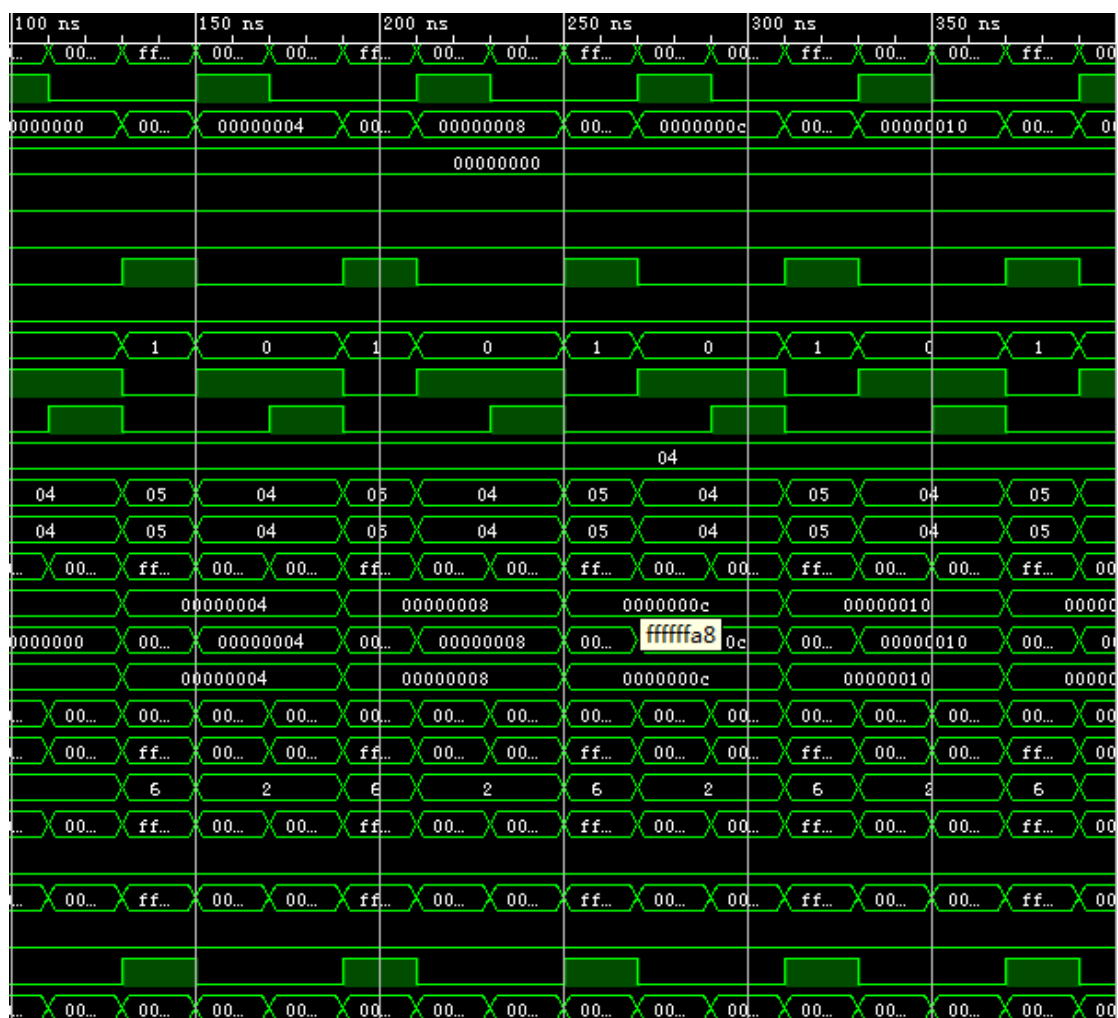 100 ns 150 ns 200 ns 250 ns 300 ns 350 ns
... 00... ff... 00... 00... ff... 00... 00... ff... 00... 00... ff... 00... 00... ff... 00
0000000 00... 00000004 00... 00000008 00... 0000000c 00... 00000010 00... 00
00000000
1 0 1 0 1 0 1 0 1
04
04 05 04 05 04 05 04 05 04 05
04 05 04 05 04 05 04 05 04 05
... 00... ff... 00... 00... ff... 00... 00... ff... 00... 00... ff... 00... 00... ff... 00
00000004 00000008 0000000c 00000010 00000
0000000 00... 00000004 00... 00000008 00... ffffffa8 0c 00... 00000010 00... 00
00000004 00000008 0000000c 00000010 00000
... 00... 00... 00... 00... 00... 00... 00... 00... 00... 00... 00... 00... 00... 00... 00
... 00... ff... 00... 00... ff... 00... 00... ff... 00... 00... ff... 00... 00... ff... 00
6 2 6 2 6 2 6 2 6
... 00... ff... 00... 00... ff... 00... 00... ff... 00... 00... ff... 00... 00... ff... 00
... 00... ff... 00... 00... ff... 00... 00... ff... 00... 00... ff... 00... 00... ff... 00
... 00... 00... 00... 00... 00... 00... 00... 00... 00... 00... 00... 00... 00... 00... 00